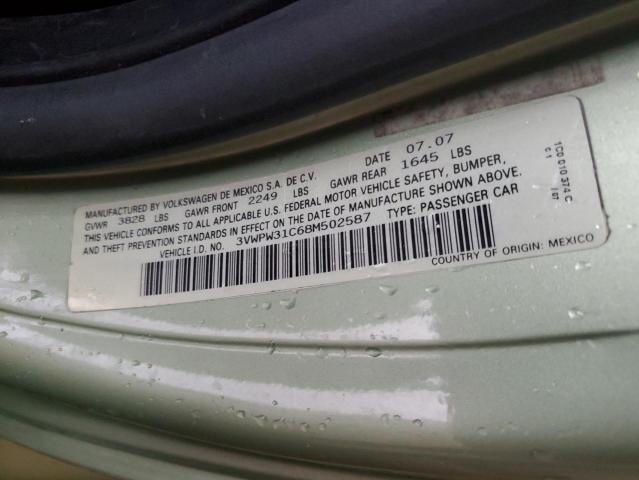 MANUFACTURED BY VOLKSWAGEN DE MEXICO S.A. DE C.V. DATE 07.07
GVWR 3828 LBS GAWR FRONT 2249 LBS GAWR REAR 1645 LBS
THIS VEHICLE CONFORMS TO ALL APPLICABLE U.S. FEDERAL MOTOR VEHICLE SAFETY, BUMPER,
AND THEFT PREVENTION STANDARDS IN EFFECT ON THE DATE OF MANUFACTURE SHOWN ABOVE.
VEHICLE I.D. NO. 3VWPW31C68M502587 TYPE: PASSENGER CAR
COUNTRY OF ORIGIN: MEXICO
1C0 010 374 C